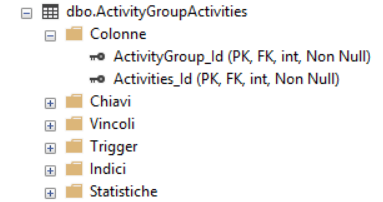 dbo.ActivityGroupActivities
Colonne
ActivityGroup_Id (PK, FK, int, Non Null)
Activities_Id (PK, FK, int, Non Null)
Chiavi
Vincoli
Trigger
Indici
Statistiche